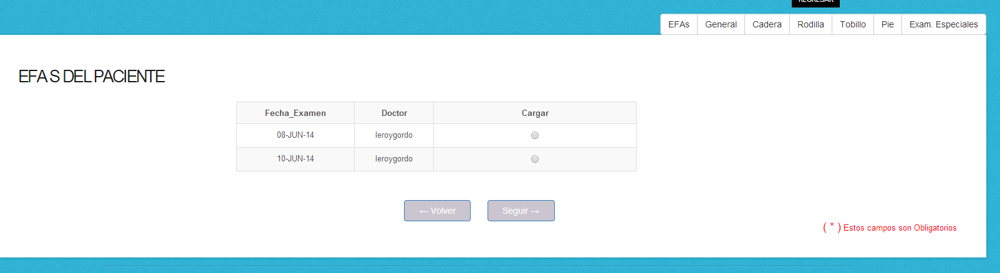 REGRESAR
EFAs General Cadera Rodilla Tobillo Pie Exam. Especiales
EFA S DEL PACIENTE
Fecha_Examen Doctor Cargar
08-JUN-14 leroygordo
10-JUN-14 leroygordo
← Volver Seguir →
( * ) Estos campos son Obligatorios